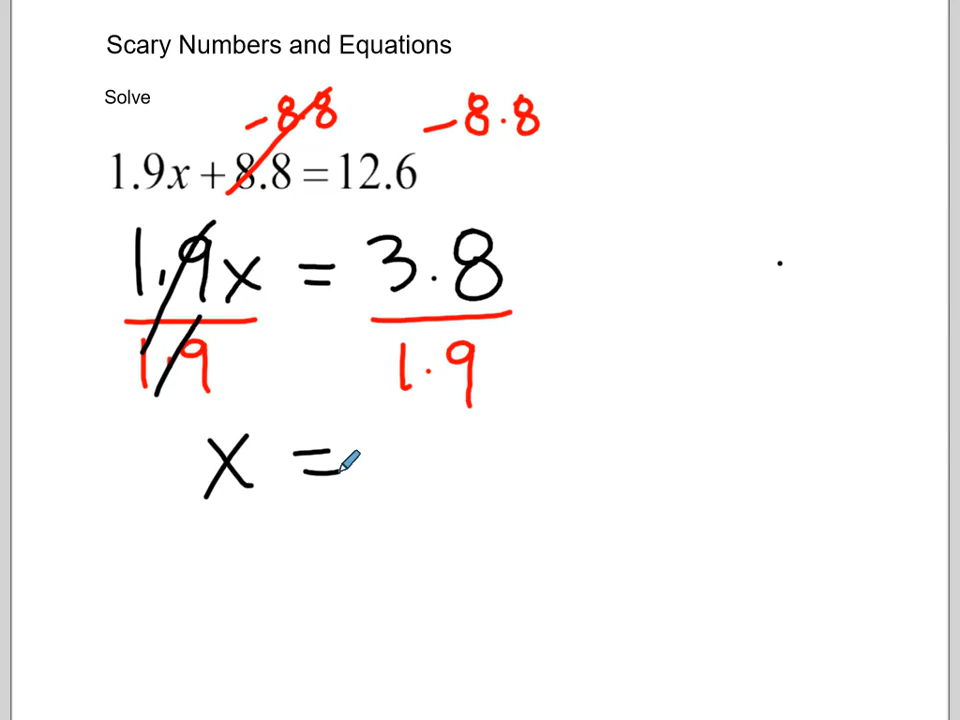 Scary Numbers and Equations
Solve
-8.8 -8.8
1.9x + 8.8 = 12.6
1.9x = 3.8
1.9 1.9
x =